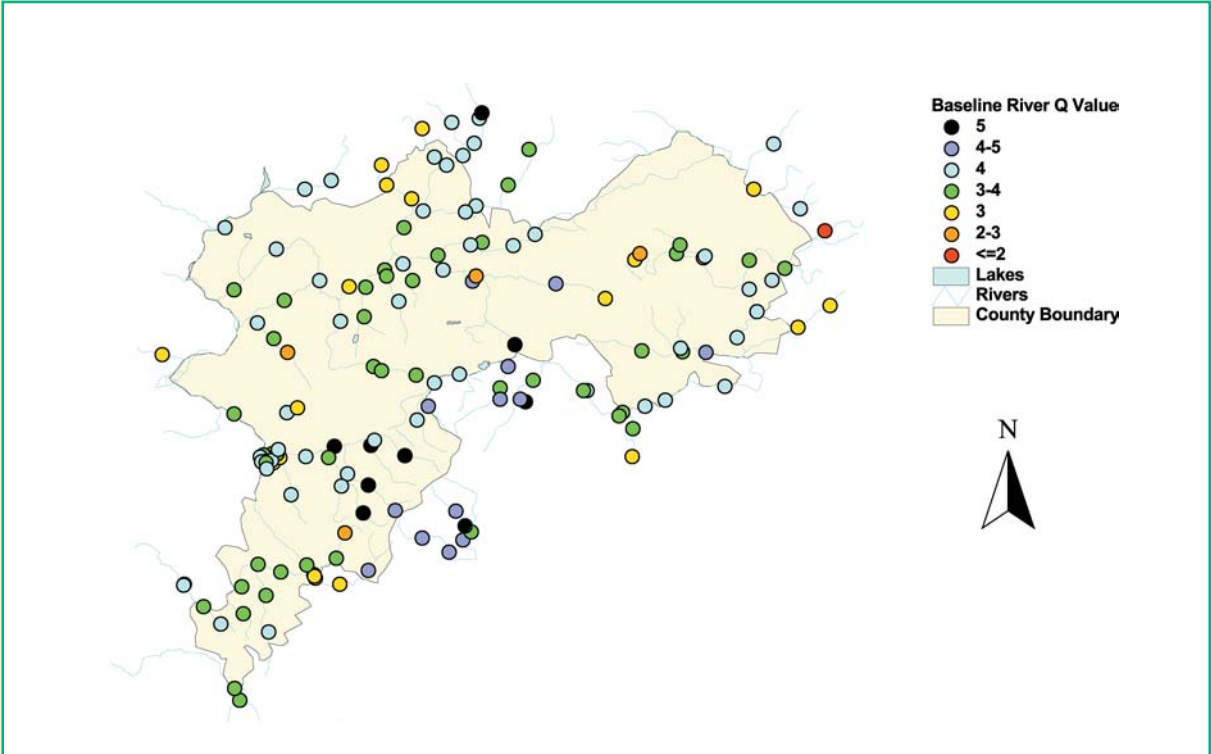 Baseline River Q Value
5
4-5
4
3-4
3
2-3
<=2
Lakes
Rivers
County Boundary
N